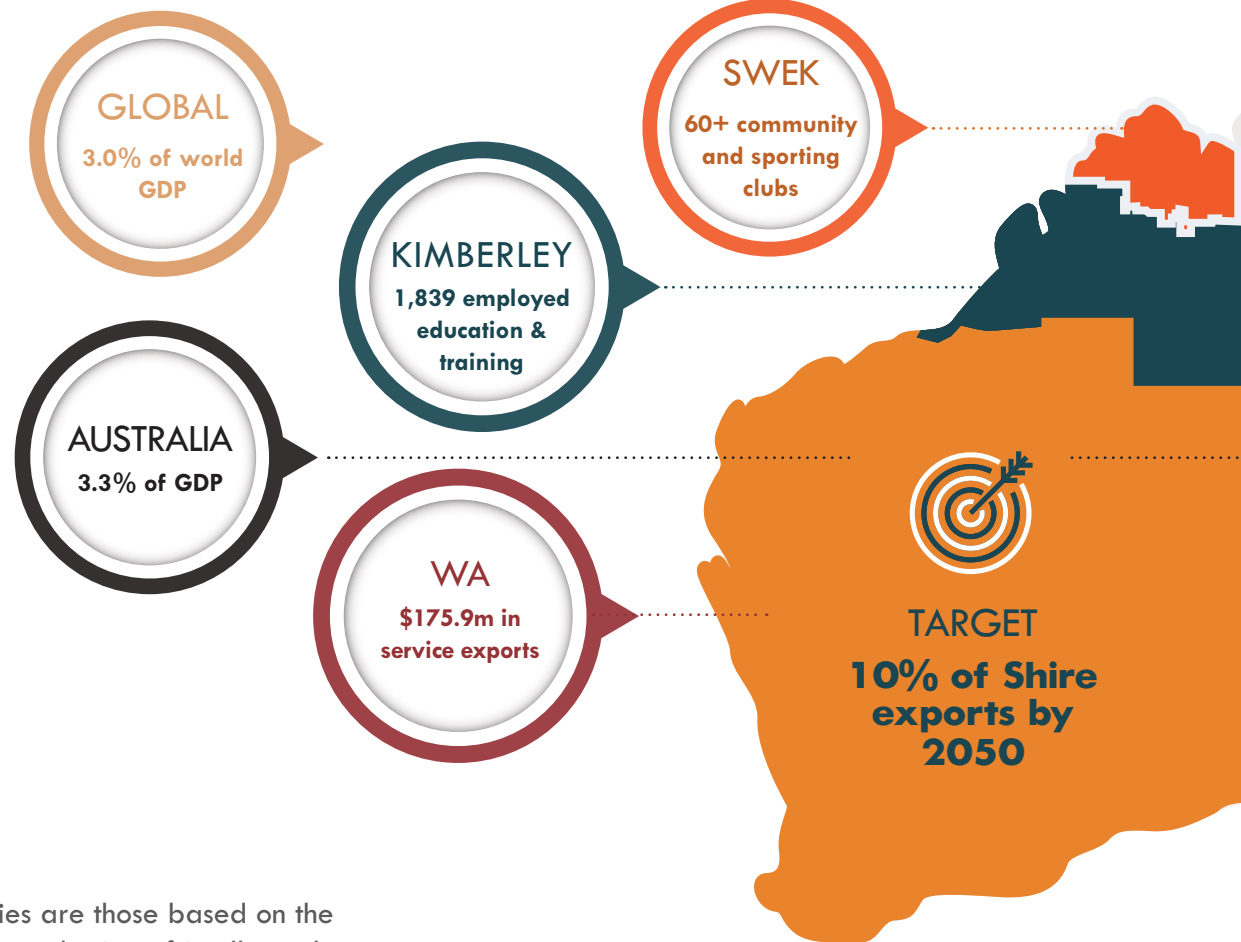 GLOBAL
3.0% of world
GDP
SWEK
60+ community
and sporting
clubs
KIMBERLEY
1,839 employed
education &
training
AUSTRALIA
3.3% of GDP
WA
$175.9m in
service exports
TARGET
10% of Shire
exports by
2050
are those based on the